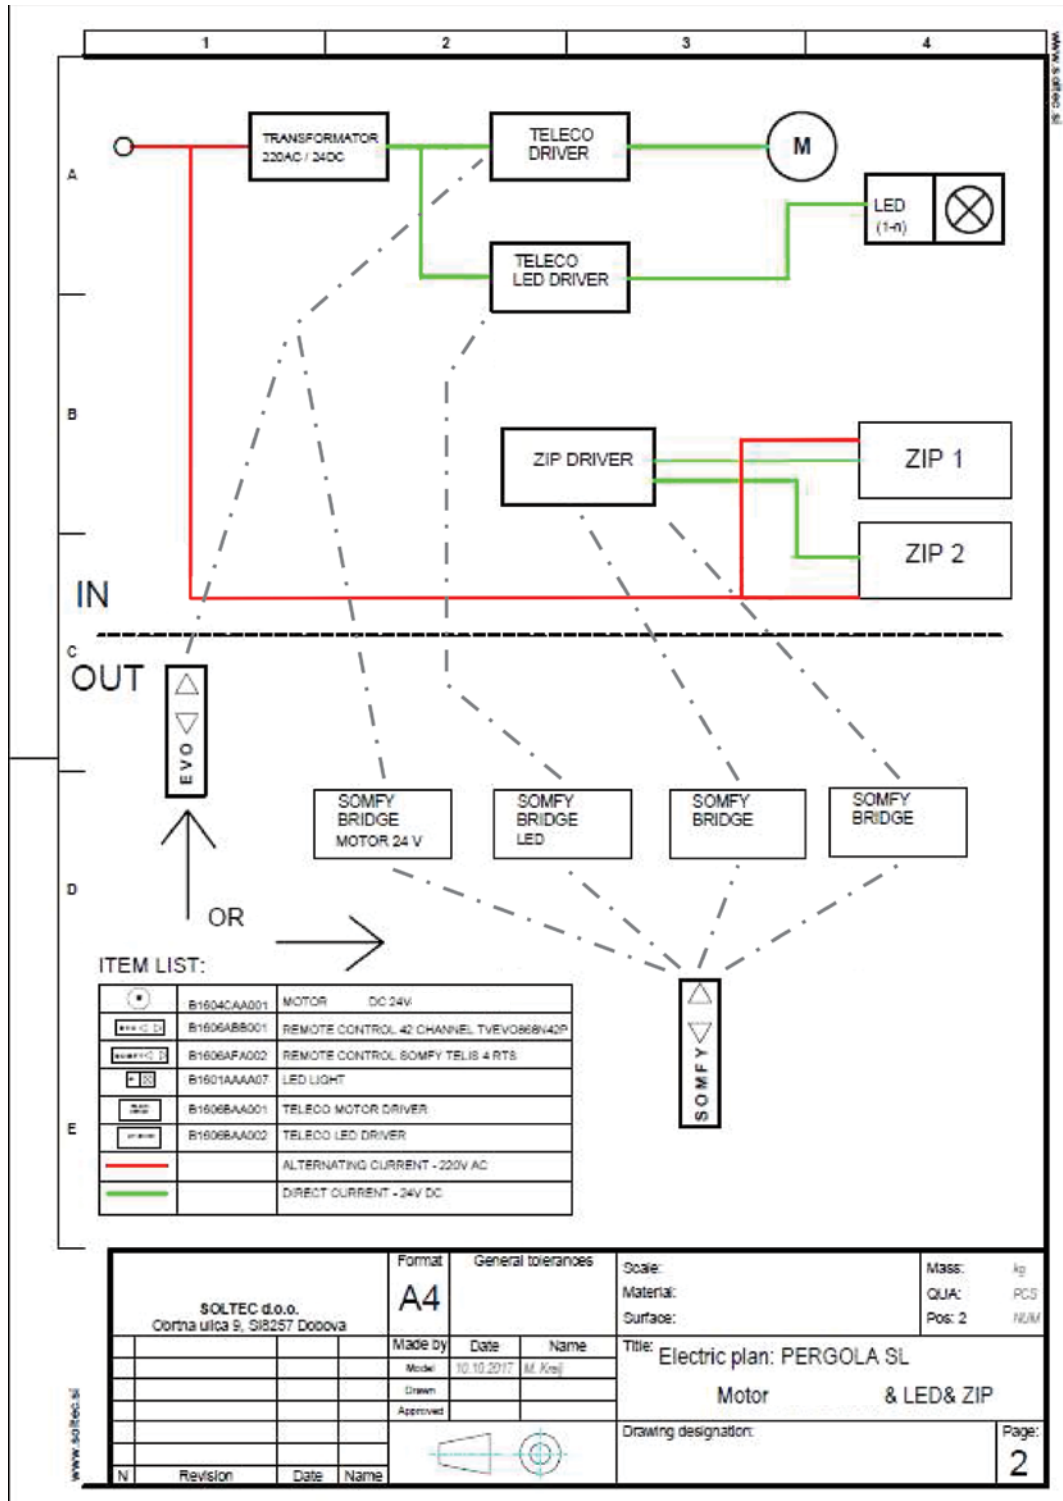 1 2 3 4
www.soltec.si
A
TRANSFORMATOR
220AC / 24DC
TELECO
DRIVER
M
LED
(1-n)
TELECO
LED DRIVER
B
ZIP DRIVER
ZIP 1
ZIP 2
IN
C
OUT
EVO
SOMFY
BRIDGE
MOTOR 24 V
SOMFY
BRIDGE
LED
SOMFY
BRIDGE
SOMFY
BRIDGE
D
OR
SOMFY
ITEM LIST:
B1604CAA001 MOTOR DC 24V
B1606ABB001 REMOTE CONTROL 42 CHANNEL TVEVO868N42P
B1606AFA002 REMOTE CONTROL SOMFY TELIS 4 RTS
B1601AAAA07 LED LIGHT
B1606BAA001 TELECO MOTOR DRIVER
B1606BAA002 TELECO LED DRIVER
ALTERNATING CURRENT - 220V AC
DIRECT CURRENT - 24V DC
E
SOLTEC d.o.o.
Obrtna ulica 9, SI8257 Dobova
Format
A4
General tolerances
Scale:
Material:
Surface:
Mass: kg
QUA: PCS
Pos: 2 NUM
Made by Date Name
Model 10.10.2017
Drawn
Approved
Title: Electric plan: PERGOLA SL
Motor & LED& ZIP
Drawing designation:
Page:
2
N Revision Date Name
www.soltec.si